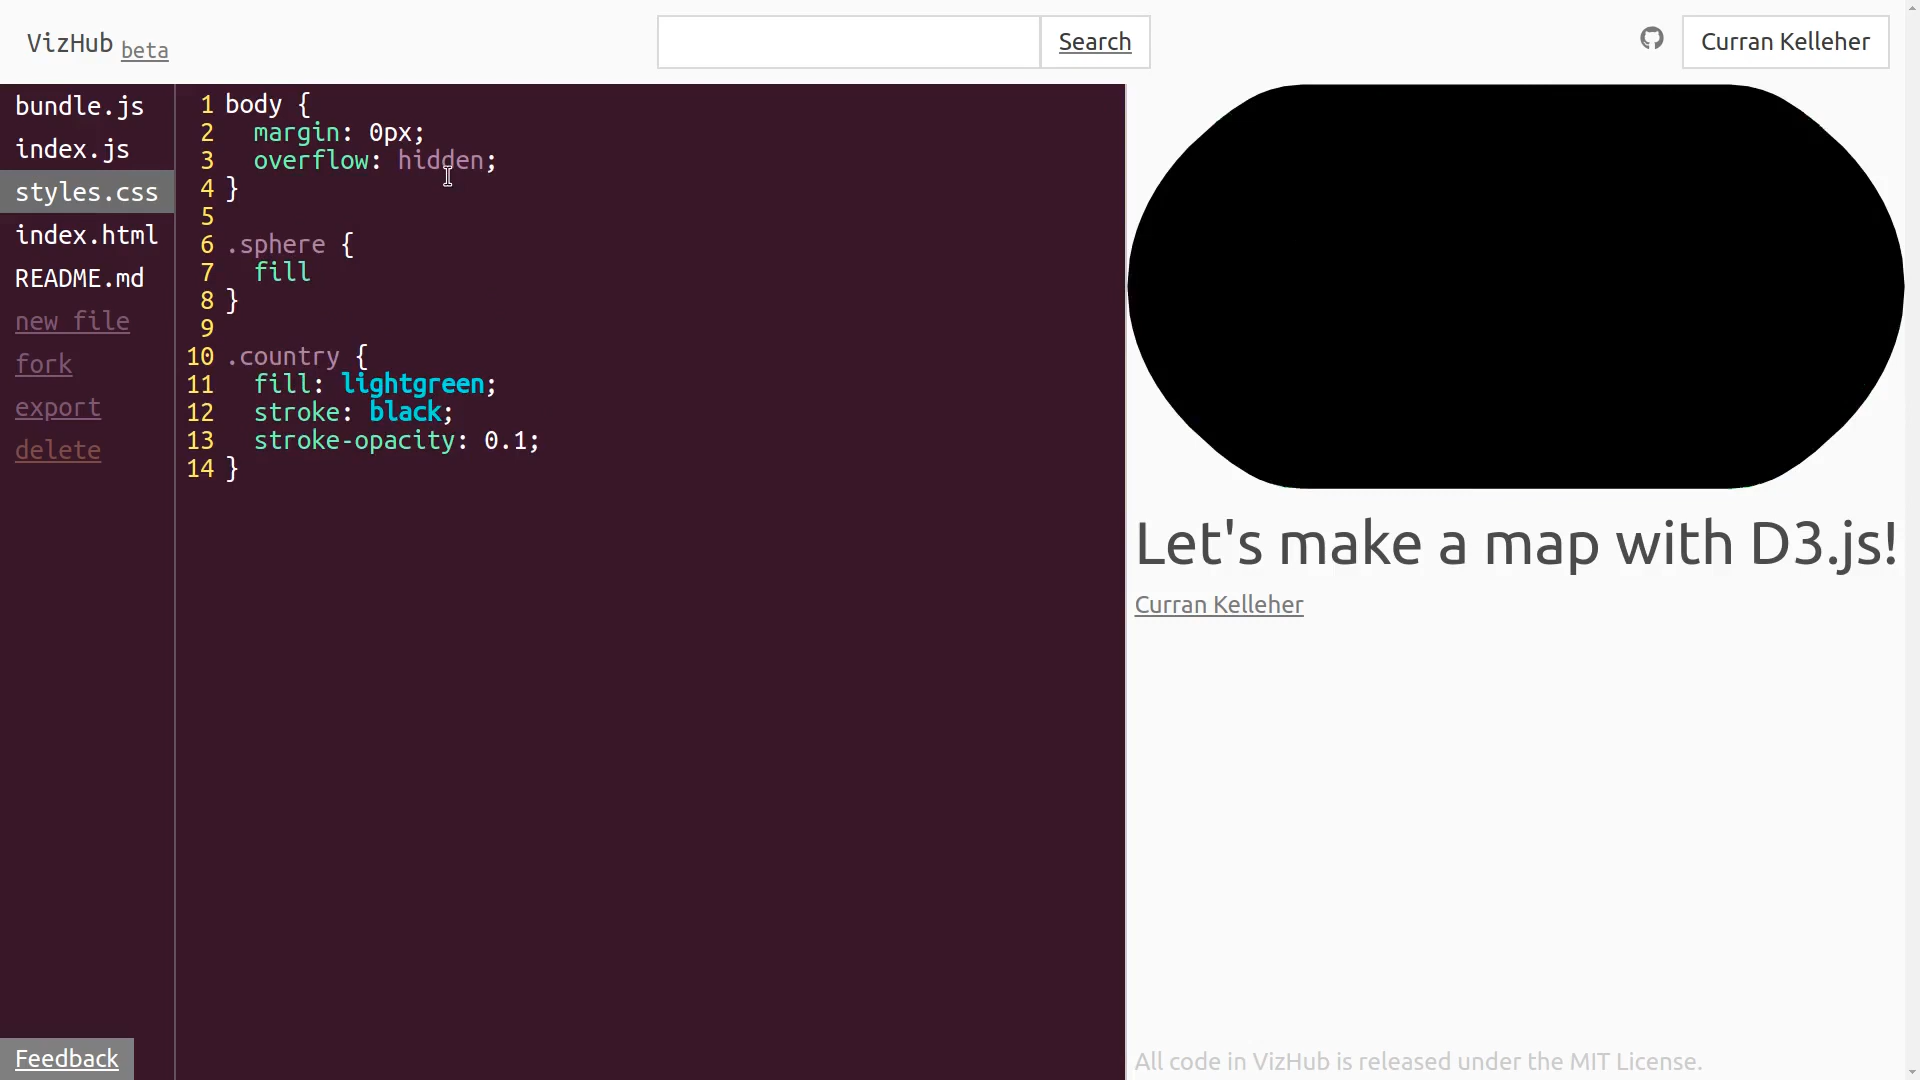 VizHub beta
Search
Curran Kelleher
bundle.js
index.js
styles.css
index.html
README.md
new file
fork
export
delete
1 body {
2   margin: 0px;
3   overflow: hidden;
4 }
5
6 .sphere {
7   fill
8 }
9
10 .country {
11   fill: lightgreen;
12   stroke: black;
13   stroke-opacity: 0.1;
14 }
Let's make a map with D3.js!
Curran Kelleher
Feedback
All code in VizHub is released under the MIT License.